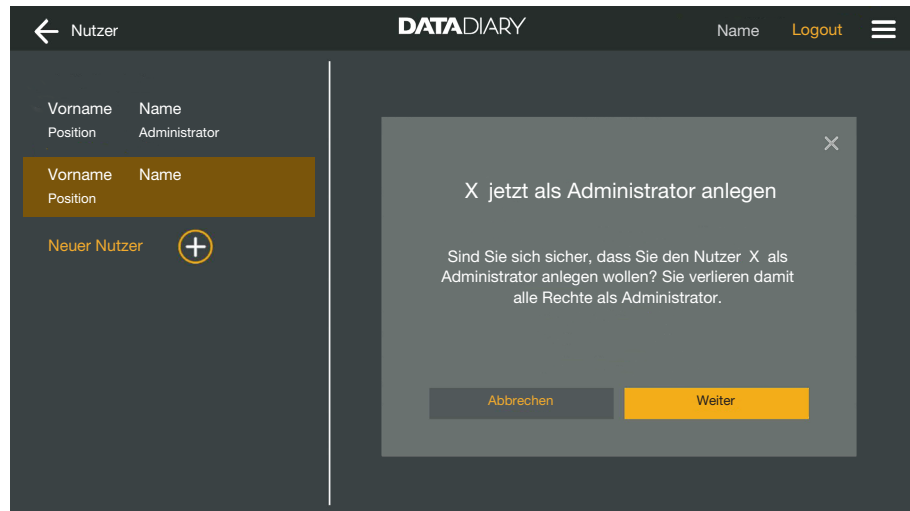 Nutzer
DATADIARY
Name
Logout
Vorname Name
Position Administrator
Vorname Name
Position
Neuer Nutzer
X jetzt als Administrator anlegen
Sind Sie sich sicher, dass Sie den Nutzer X als
Administrator anlegen wollen? Sie verlieren damit
alle Rechte als Administrator.
Abbrechen
Weiter